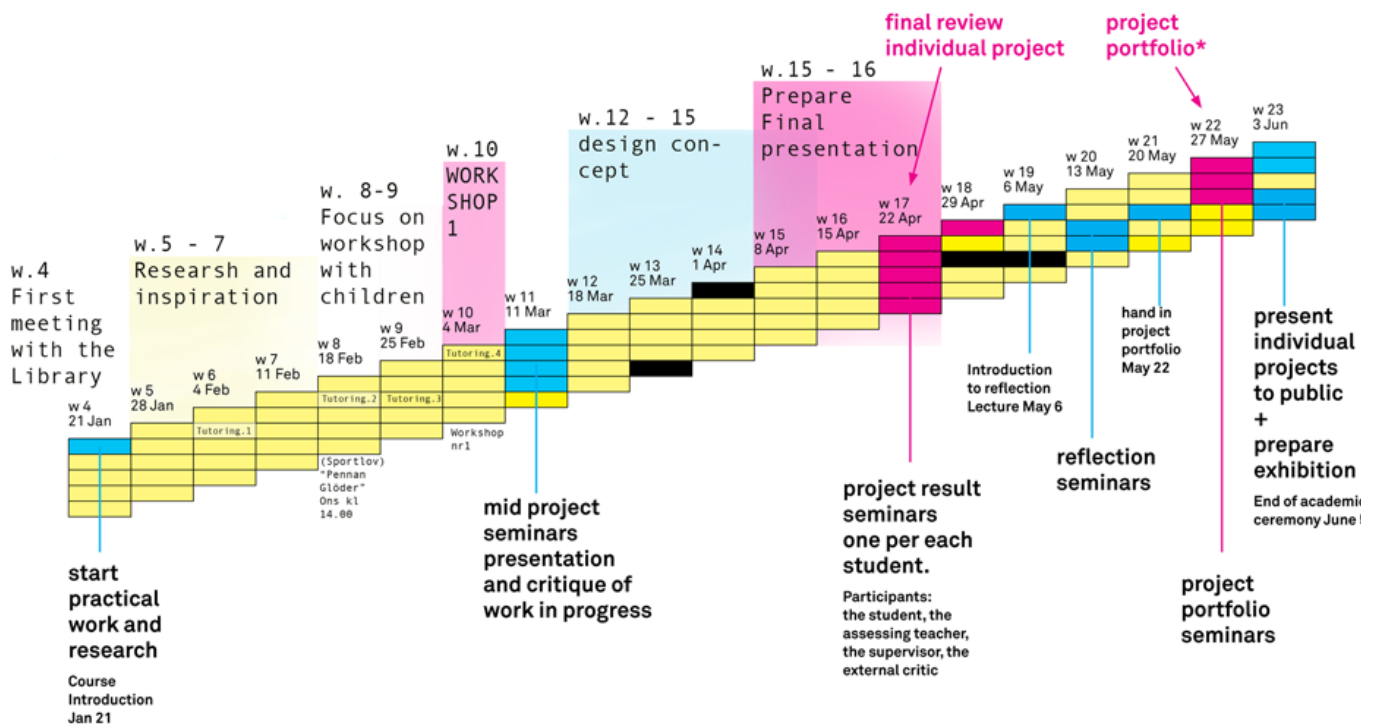 final review
individual project
project
portfolio*
w.15 - 16
Prepare
Final
presentation
w.12 - 15
design con-
cept
w.10
WORK
SHOP
1
w. 8-9
Focus on
workshop
with
children
w.5 - 7
Researsh and
inspiration
w.4
First
meeting
with the
Library
w 4
21 Jan
w 5
28 Jan
w 6
4 Feb
w 7
11 Feb
w 8
18 Feb
w 9
25 Feb
w 10
4 Mar
w 11
11 Mar
w 12
18 Mar
w 13
25 Mar
w 14
1 Apr
w 15
8 Apr
w 16
15 Apr
w 17
22 Apr
w 18
29 Apr
w 19
6 May
w 20
13 May
w 21
20 May
w 22
27 May
w 23
3 Jun
Tutoring.1
Tutoring.2
Tutoring.3
Tutoring.4
Workshop
nr1
(Sportlov)
"Pennan
Glöder"
Ons kl
14.00
start
practical
work and
research
Course
Introduction
Jan 21
mid project
seminars
presentation
and critique of
work in progress
project result
seminars
one per each
student.
Participants:
the student, the
assessing teacher,
the supervisor, the
external critic
Introduction
to reflection
Lecture May 6
reflection
seminars
hand in
project
portfolio
May 22
project
portfolio
seminars
present
individual
projects
to public
+
prepare
exhibition
End of academi
ceremony June